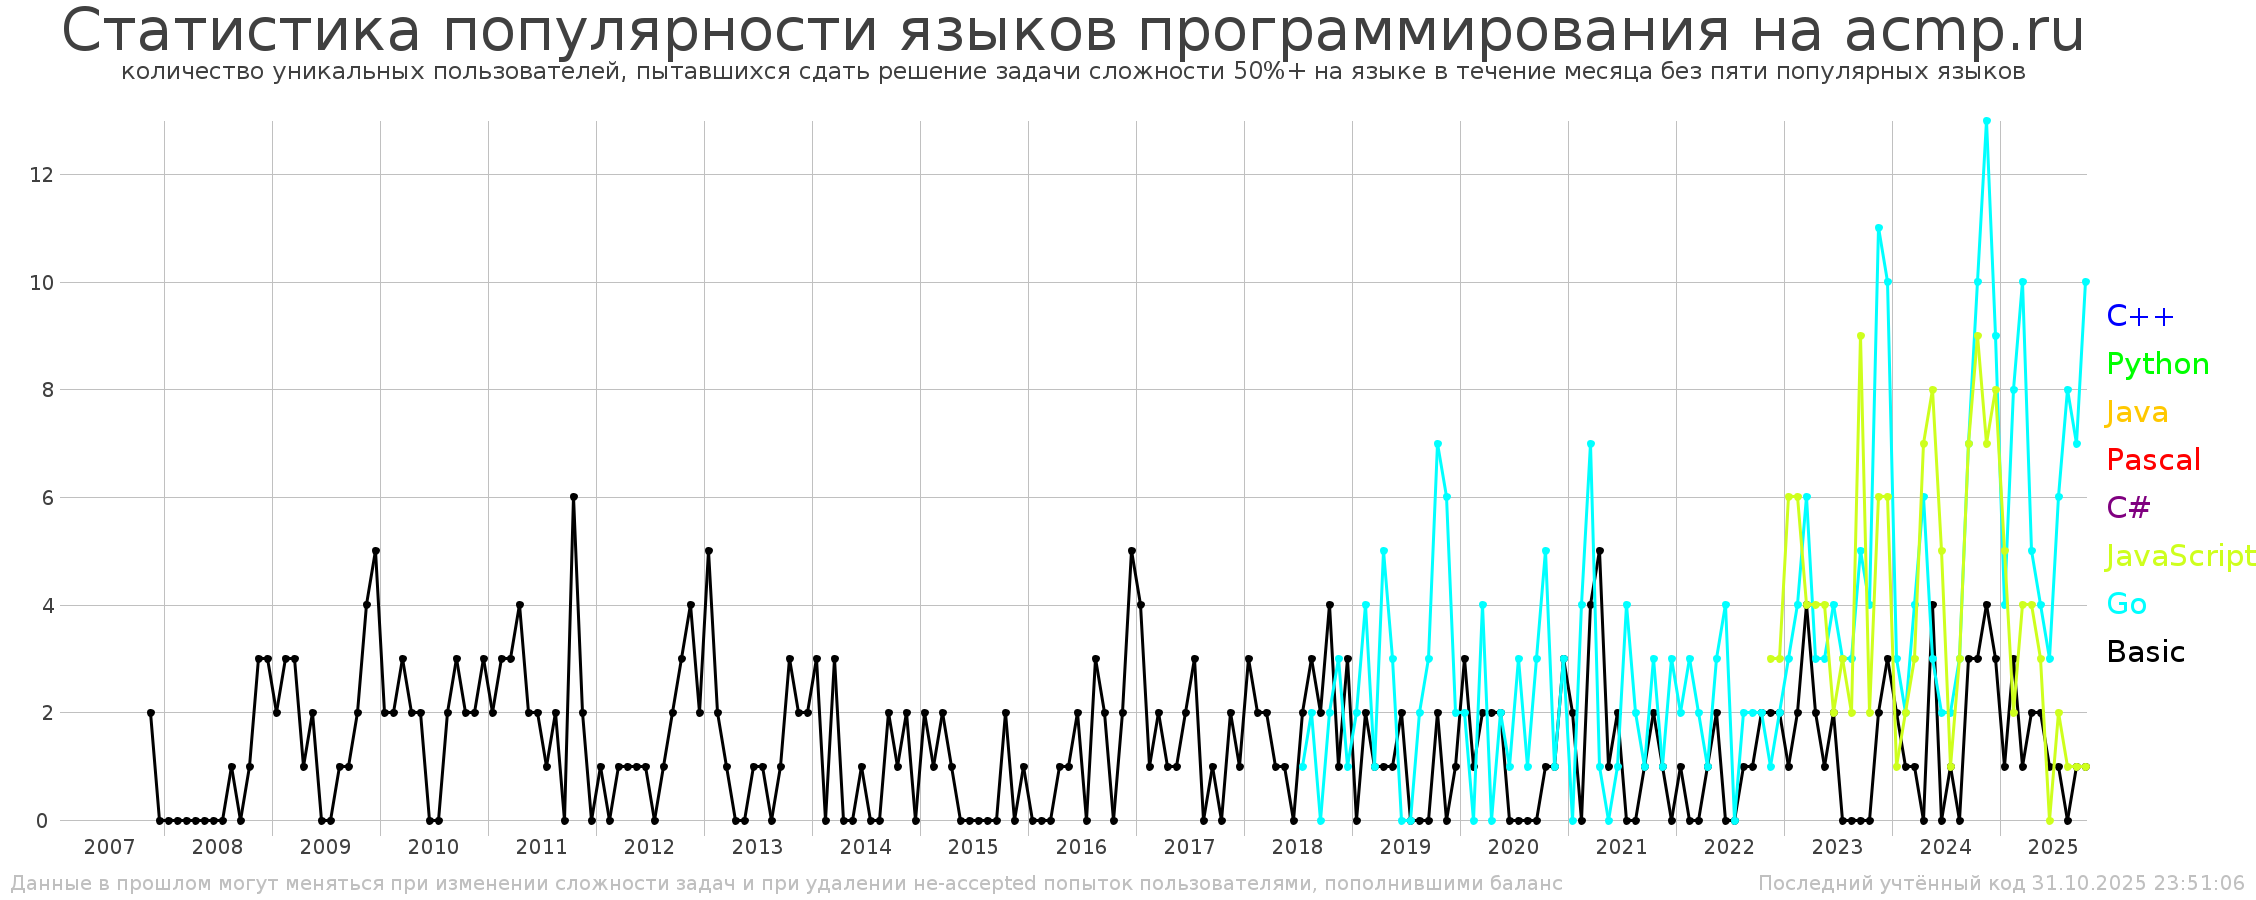 Статистика популярности языков программирования на acmp.ru
количество уникальных пользователей, пытавшихся сдать решение задачи сложности 50%+ на языке в течение месяца без пяти популярных языков
12
10
8
6
4
2
0
C++
Python
Java
Pascal
C#
JavaScript
Go
Basic
2007 2008 2009 2010 2011 2012 2013 2014 2015 2016 2017 2018 2019 2020 2021 2022 2023 2024 2025
Данные в прошлом могут меняться при изменении сложности задач и при удалении не-accepted попыток пользователями, пополнившими баланс
Последний учтённый код 31.10.2025 23:51:06